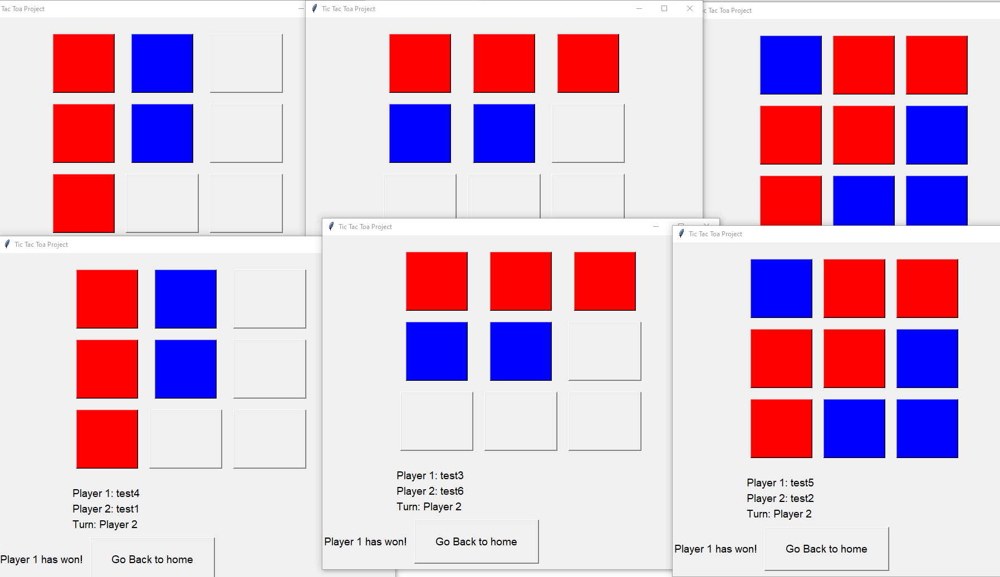 Tac Toa Project
Tic Tac Toa Project
c Tac Toa Project
Tic Tac Toa Project
Player 1: test4
Player 2: test1
Turn: Player 2
Player 1 has won!
Go Back to home
Tic Tac Toa Project
Player 1: test3
Player 2: test6
Turn: Player 2
Player 1 has won!
Go Back to home
Tic Tac Toa Project
Player 1: test5
Player 2: test2
Turn: Player 2
Player 1 has won!
Go Back to home